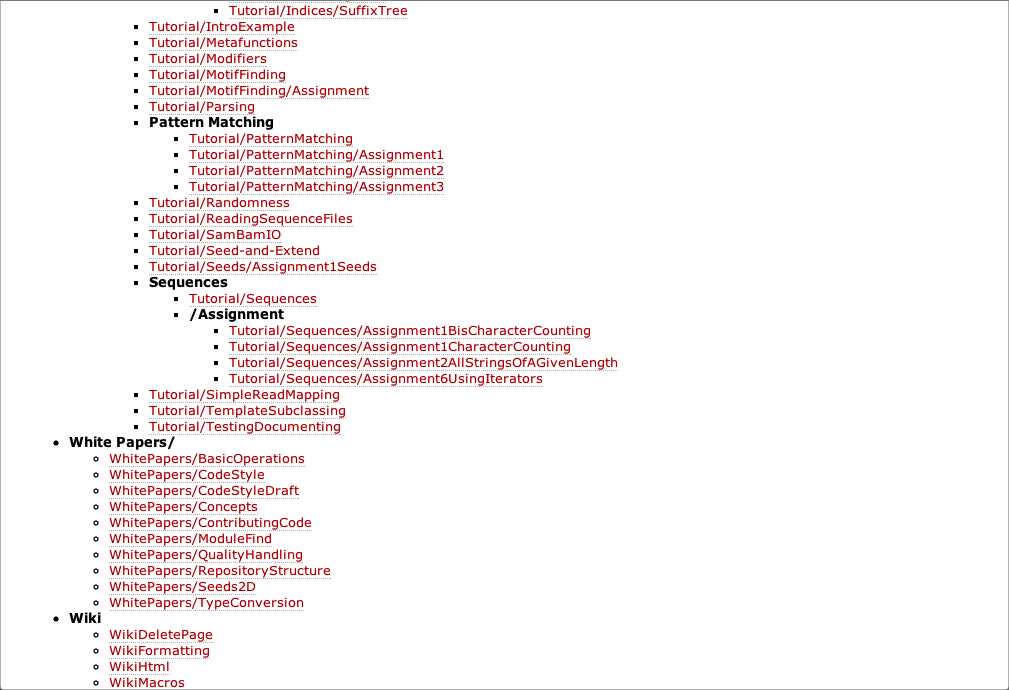 Tutorial/Indices/SuffixTree
Tutorial/IntroExample
Tutorial/Metafunctions
Tutorial/Modifiers
Tutorial/MotifFinding
Tutorial/MotifFinding/Assignment
Tutorial/Parsing
Pattern Matching
Tutorial/PatternMatching
Tutorial/PatternMatching/Assignment1
Tutorial/PatternMatching/Assignment2
Tutorial/PatternMatching/Assignment3
Tutorial/Randomness
Tutorial/ReadingSequenceFiles
Tutorial/SamBamIO
Tutorial/Seed-and-Extend
Tutorial/Seeds/Assignment1Seeds
Sequences
Tutorial/Sequences
/Assignment
Tutorial/Sequences/Assignment1BisCharacterCounting
Tutorial/Sequences/Assignment1CharacterCounting
Tutorial/Sequences/Assignment2AllStringsOfAGivenLength
Tutorial/Sequences/Assignment6UsingIterators
Tutorial/SimpleReadMapping
Tutorial/TemplateSubclassing
Tutorial/TestingDocumenting
White Papers/
WhitePapers/BasicOperations
WhitePapers/CodeStyle
WhitePapers/CodeStyleDraft
WhitePapers/Concepts
WhitePapers/ContributingCode
WhitePapers/ModuleFind
WhitePapers/QualityHandling
WhitePapers/RepositoryStructure
WhitePapers/Seeds2D
WhitePapers/TypeConversion
Wiki
WikiDeletePage
WikiFormatting
WikiHtml
WikiMacros